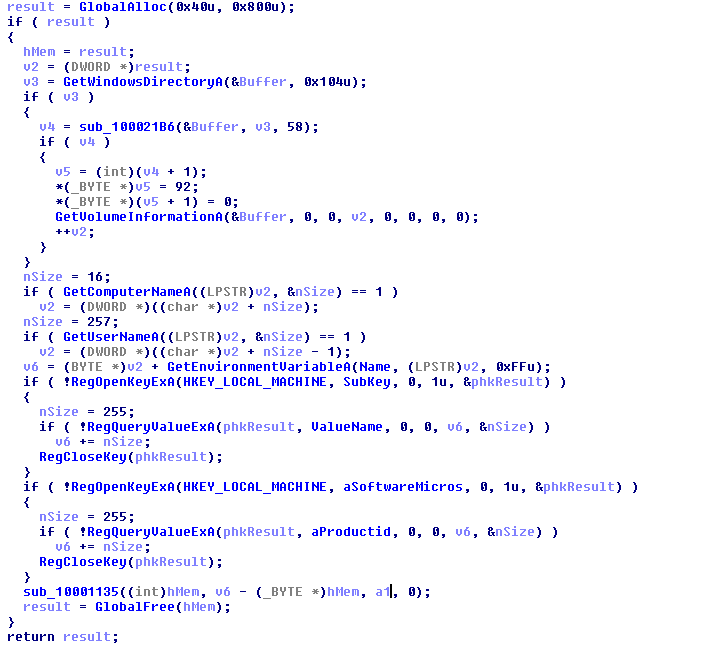 result = GlobalAlloc(0x40u, 0x800u);
if ( result )
{
hMem = result;
v2 = (DWORD *)result;
v3 = GetWindowsDirectoryA(&Buffer, 0x104u);
if ( v3 )
{
v4 = sub_100021B6(&Buffer, v3, 58);
if ( v4 )
{
v5 = (int)(v4 + 1);
*(_BYTE *)v5 = 92;
*(_BYTE *)(v5 + 1) = 0;
GetVolumeInformationA(&Buffer, 0, 0, v2, 0, 0, 0, 0);
++v2;
}
}
nSize = 16;
if ( GetComputerNameA((LPSTR)v2, &nSize) == 1 )
v2 = (DWORD *)((char *)v2 + nSize);
nSize = 257;
if ( GetUserNameA((LPSTR)v2, &nSize) == 1 )
v2 = (DWORD *)((char *)v2 + nSize - 1);
v6 = (BYTE *)v2 + GetEnvironmentVariableA(Name, (LPSTR)v2, 0xFFu);
if ( !RegOpenKeyExA(HKEY_LOCAL_MACHINE, SubKey, 0, 1u, &phkResult) )
{
nSize = 255;
if ( !RegQueryValueExA(phkResult, ValueName, 0, 0, v6, &nSize) )
v6 += nSize;
RegCloseKey(phkResult);
}
if ( !RegOpenKeyExA(HKEY_LOCAL_MACHINE, aSoftwareMicros, 0, 1u, &phkResult) )
{
nSize = 255;
if ( !RegQueryValueExA(phkResult, aProductid, 0, 0, v6, &nSize) )
v6 += nSize;
RegCloseKey(phkResult);
}
sub_10001135((int)hMem, v6 - (_BYTE *)hMem, a1, 0);
result = GlobalFree(hMem);
}
return result;